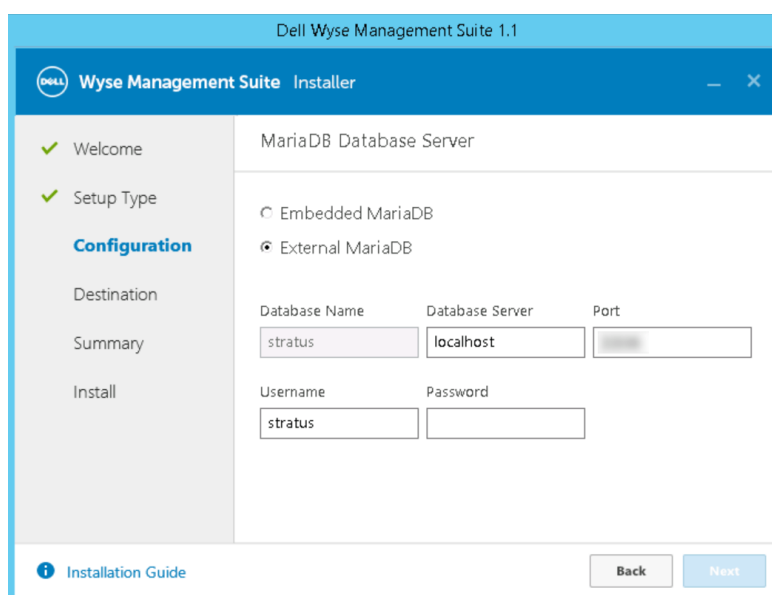 Dell Wyse Management Suite 1.1
DELL Wyse Management Suite Installer
Welcome
MariaDB Database Server
Setup Type
Embedded MariaDB
Configuration
External MariaDB
Destination
Database Name Database Server Port
Summary
stratus localhost
Install
Username Password
stratus
Installation Guide
Back Next